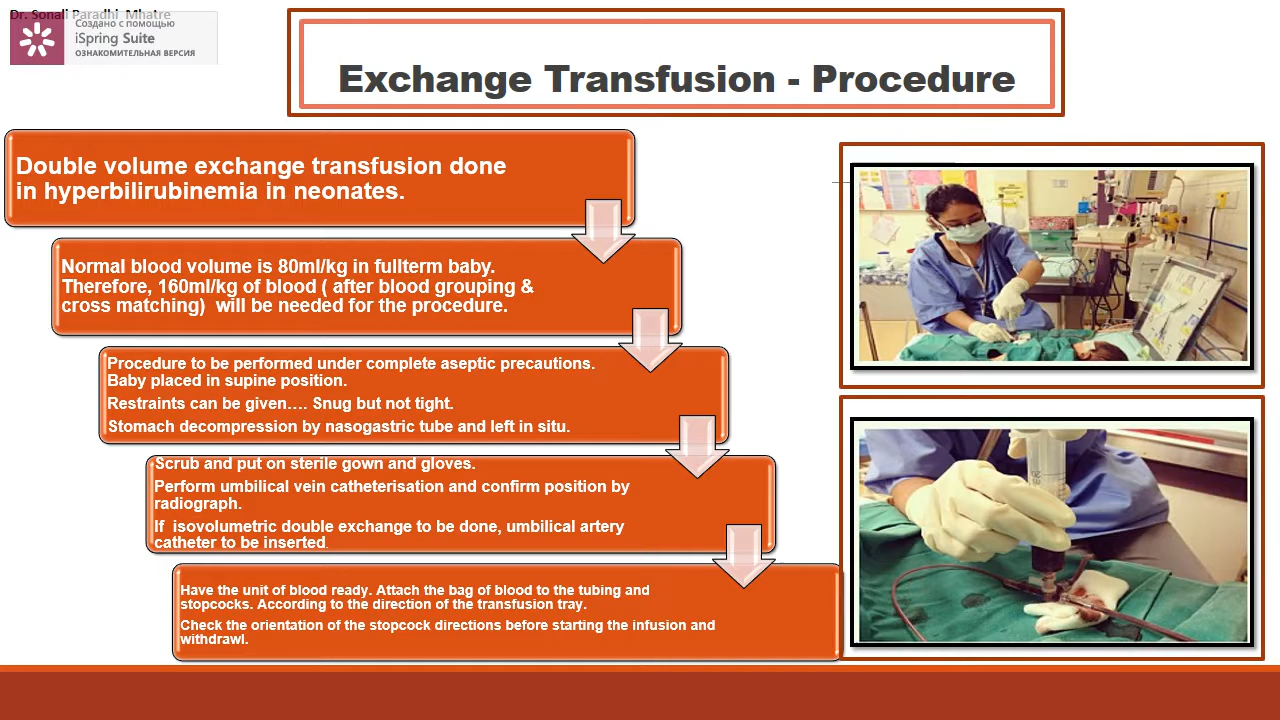 Dr. Sonali Paradhi Mhatre
Создано с помощью
iSpring Suite
ОЗНАКОМИТЕЛЬНАЯ ВЕРСИЯ
Exchange Transfusion - Procedure
Double volume exchange transfusion done
in hyperbilirubinemia in neonates.
Normal blood volume is 80ml/kg in fullterm baby.
Therefore, 160ml/kg of blood ( after blood grouping &
cross matching)  will be needed for the procedure.
Procedure to be performed under complete aseptic precautions.
Baby placed in supine position.
Restraints can be given.... Snug but not tight.
Stomach decompression by nasogastric tube and left in situ.
Scrub and put on sterile gown and gloves.
Perform umbilical vein catheterisation and confirm position by
radiograph.
If  isovolumetric double exchange to be done, umbilical artery
catheter to be inserted.
Have the unit of blood ready. Attach the bag of blood to the tubing and
stopcocks. According to the direction of the transfusion tray.
Check the orientation of the stopcock directions before starting the infusion and
withdrawl.